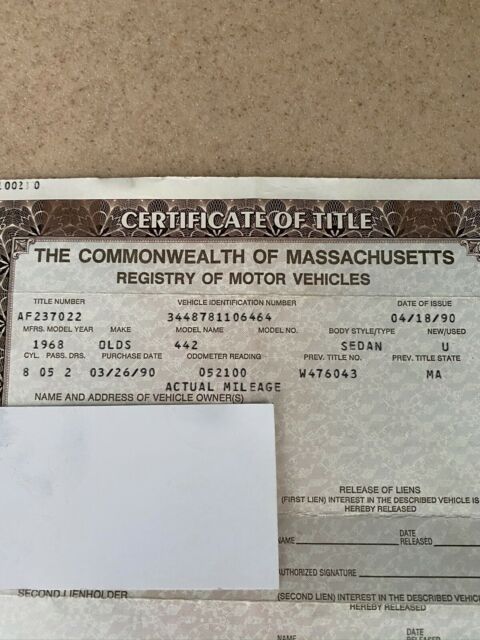 CERTIFICATE OF TITLE
THE COMMONWEALTH OF MASSACHUSETTS
REGISTRY OF MOTOR VEHICLES
TITLE NUMBER VEHICLE IDENTIFICATION NUMBER DATE OF ISSUE
AF237022 3448781106464 04/18/90
MFRS. MODEL YEAR MAKE MODEL NAME MODEL NO. BODY STYLE/TYPE NEW/USED
1968 OLDS 442 SEDAN U
CYL. PASS. DRS. PURCHASE DATE ODOMETER READING PREV. TITLE NO. PREV. TITLE STATE
8 05 2 03/26/90 052100 W476043 MA
ACTUAL MILEAGE
NAME AND ADDRESS OF VEHICLE OWNER(S)
RELEASE OF LIENS
(FIRST LIEN) INTEREST IN THE DESCRIBED VEHICLE IS
HEREBY RELEASED
NAME DATE RELEASED
AUTHORIZED SIGNATURE
SECOND LIENHOLDER (SECOND LIEN) INTEREST IN THE DESCRIBED VEHIC
HEREBY RELEASED
NAME DATE